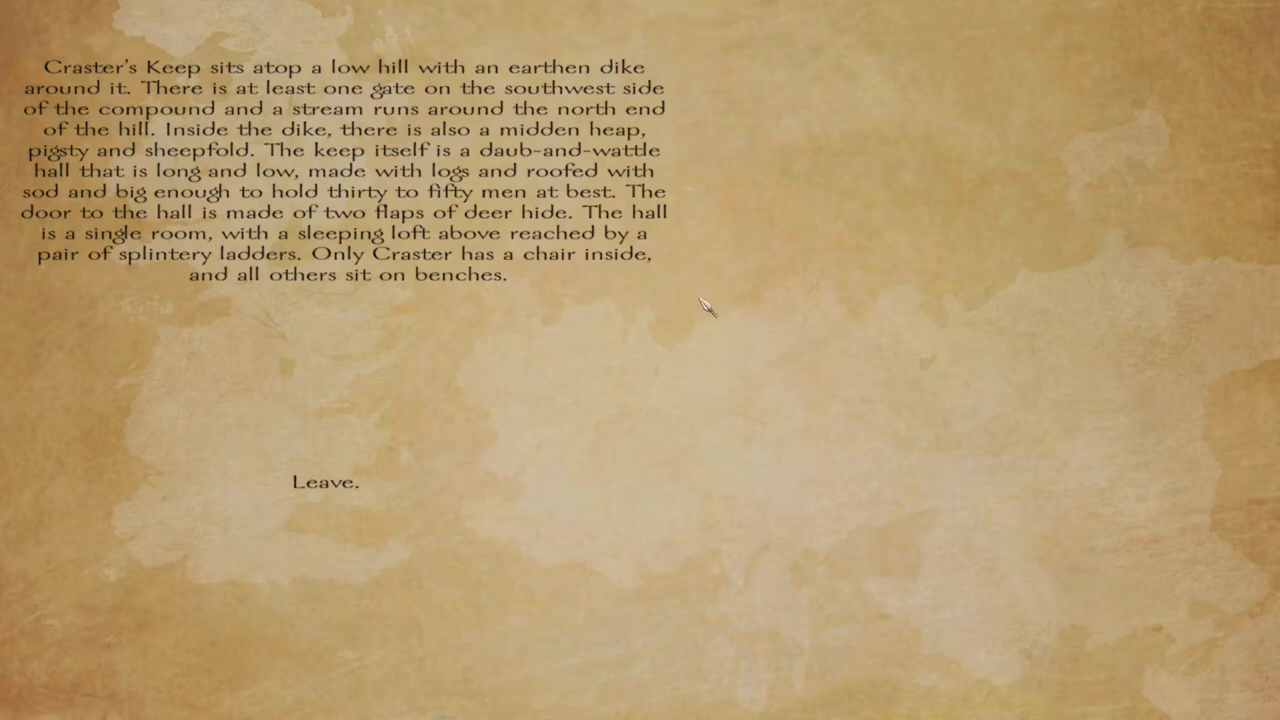 Craster's Keep sits atop a low hill with an earthen dike
around it. There is at least one gate on the southwest side
of the compound and a stream runs around the north end
of the hill. Inside the dike, there is also a midden heap,
pigsty and sheepfold. The keep itself is a daub-and-wattle
hall that is long and low, made with logs and roofed with
sod and big enough to hold thirty to fifty men at best. The
door to the hall is made of two flaps of deer hide. The hall
is a single room, with a sleeping loft above reached by a
pair of splintery ladders. Only Craster has a chair inside,
and all others sit on benches.
Leave.